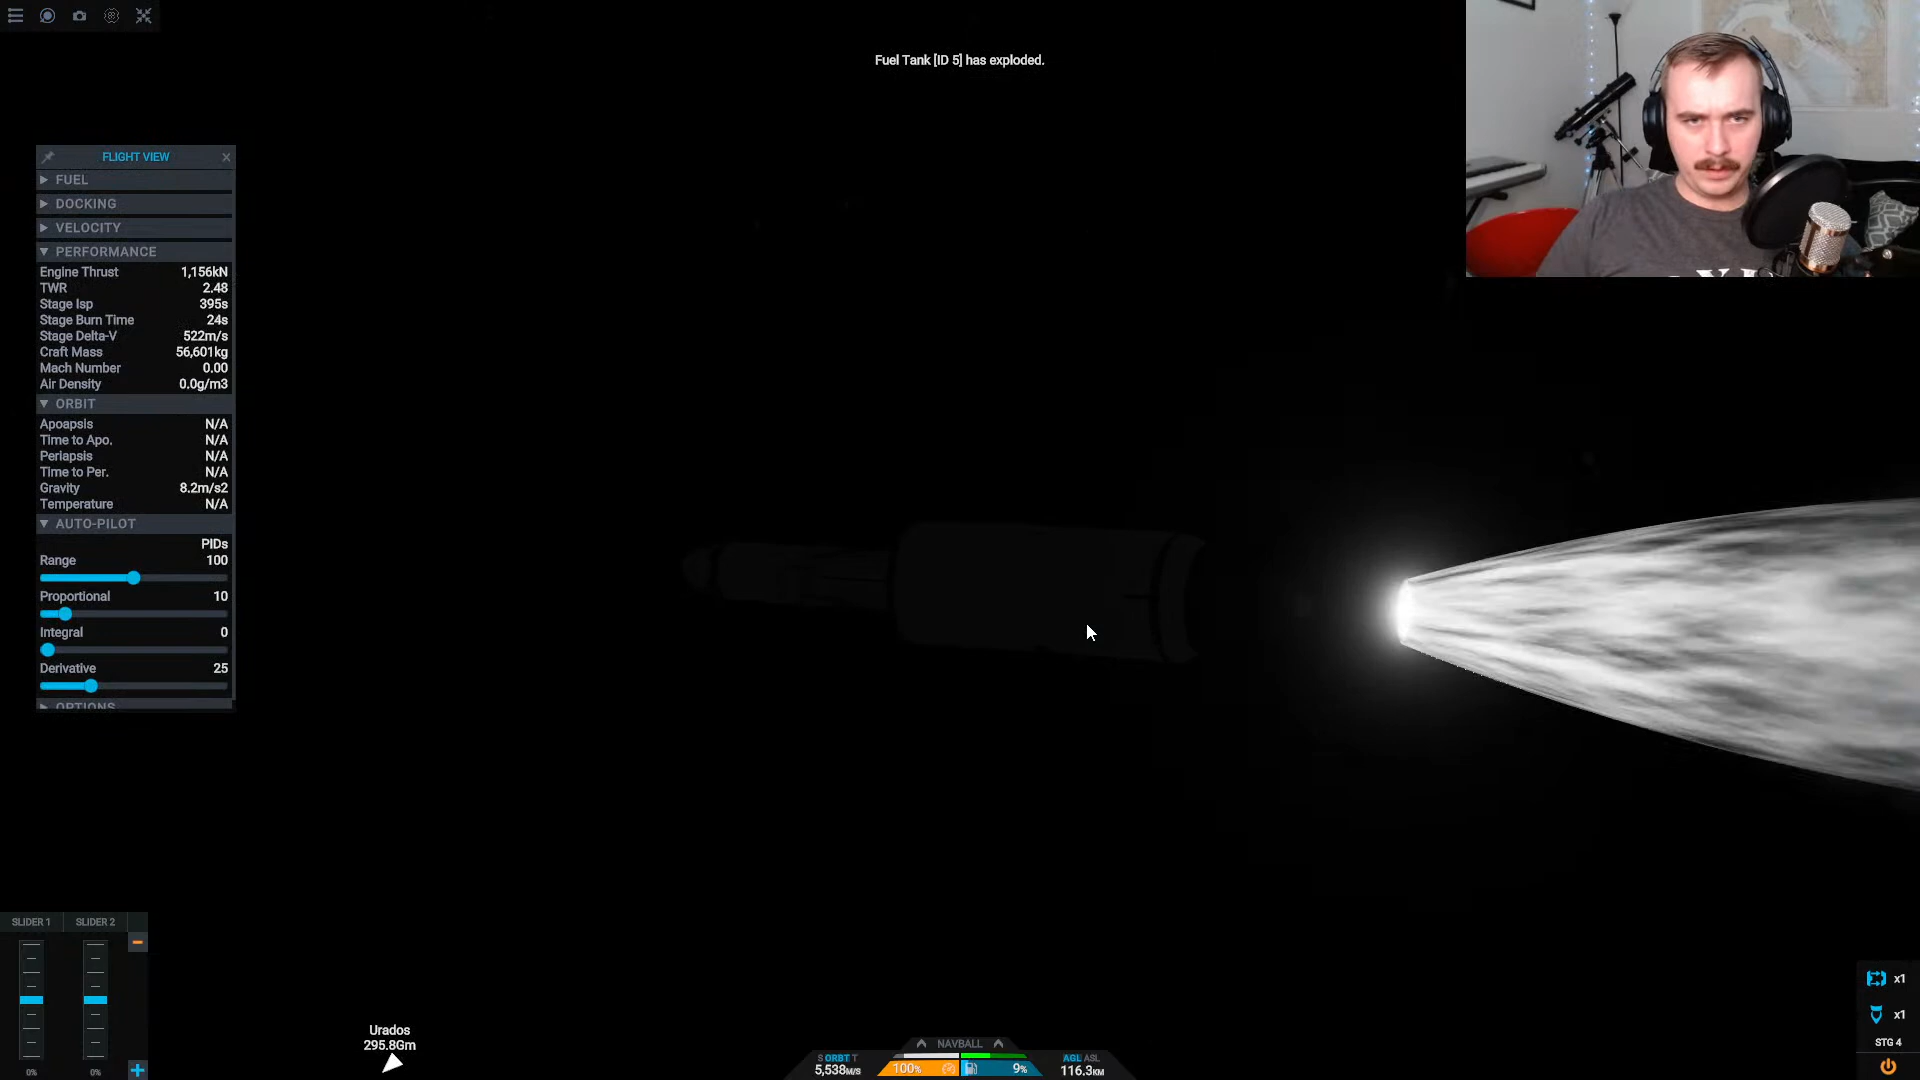 Fuel Tank [ID 5] has exploded.
FLIGHT VIEW
FUEL
DOCKING
VELOCITY
PERFORMANCE
Engine Thrust 1,156kN
TWR 2.48
Stage Isp 395s
Stage Burn Time 24s
Stage Delta-V 522m/s
Craft Mass 56,601kg
Mach Number 0.00
Air Density 0.0g/m3
ORBIT
Apoapsis N/A
Time to Apo. N/A
Periapsis N/A
Time to Per. N/A
Gravity 8.2m/s2
Temperature N/A
AUTO-PILOT
PIDs
Range 100
Proportional 10
Integral 0
Derivative 25
OPTIONS
SLIDER 1 SLIDER 2
0% 0%
Urados
295.8Gm
NAVBALL
S ORBT T
5,538M/S
100%
9%
AGL ASL
116.3KM
x1
x1
STG 4